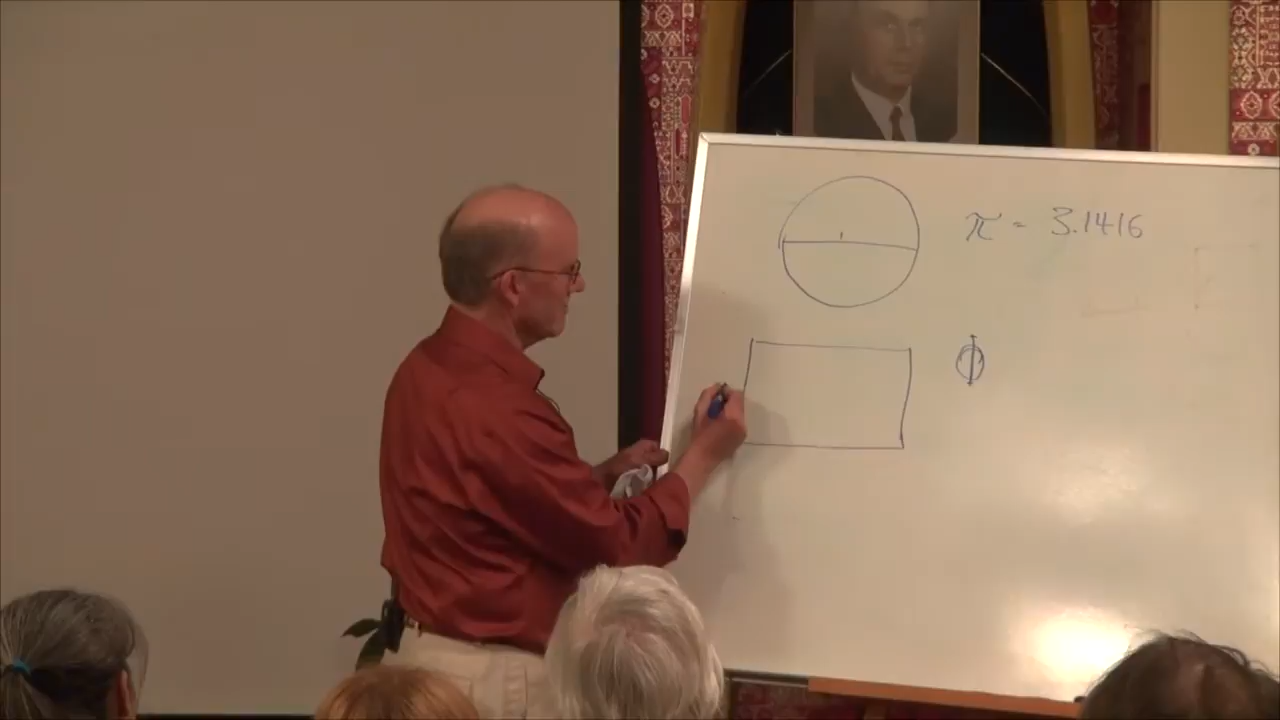 π = 3.1416
ϕ